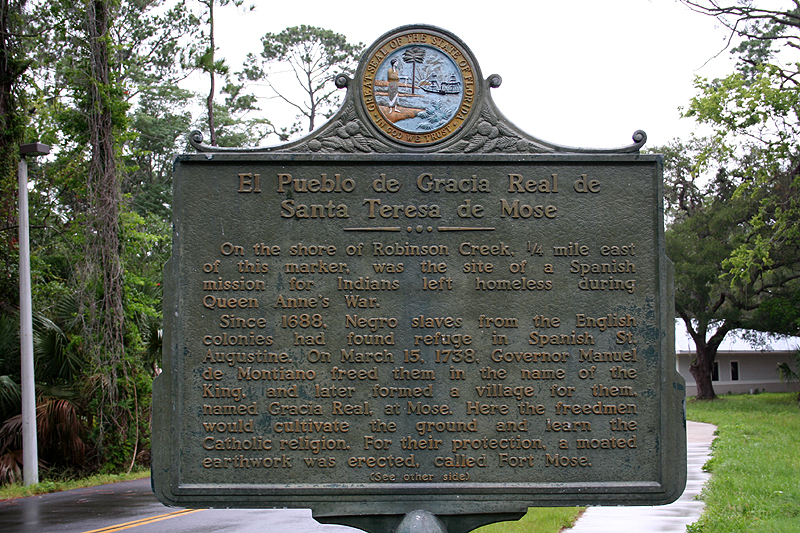 GREAT SEAL OF THE STATE OF FLORIDA
IN GOD WE TRUST
El Pueblo de Gracia Real de
Santa Teresa de Mose
On the shore of Robinson Creek, 1/4 mile east
of this marker, was the site of a Spanish
mission for Indians left homeless during
Queen Anne's War.
Since 1688, Negro slaves from the English
colonies had found refuge in Spanish St.
Augustine. On March 15, 1738, Governor Manuel
de Montiano freed them in the name of the
King, and later formed a village for them,
named Gracia Real, at Mose. Here the freedmen
would cultivate the ground and learn the
Catholic religion. For their protection, a moated
earthwork was erected, called Fort Mose.
(See other side)